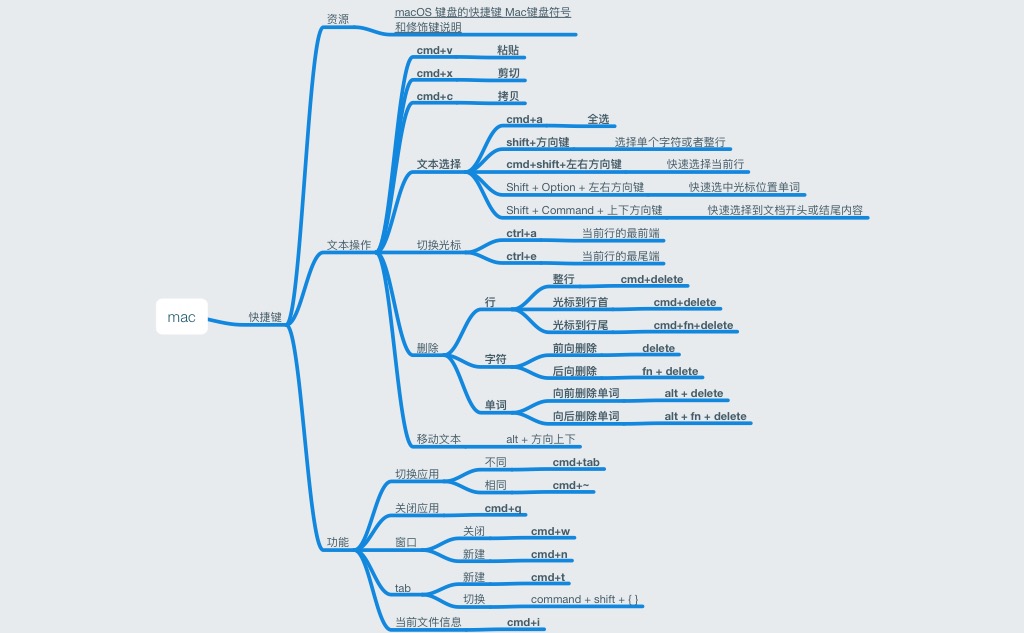 mac
快捷键
资源
macOS 键盘的快捷键 Mac键盘符号
和修饰键说明
文本操作
cmd+v 粘贴
cmd+x 剪切
cmd+c 拷贝
文本选择
cmd+a 全选
shift+方向键 选择单个字符或者整行
cmd+shift+左右方向键 快速选择当前行
Shift + Option + 左右方向键 快速选中光标位置单词
Shift + Command + 上下方向键 快速选择到文档开头或结尾内容
切换光标
ctrl+a 当前行的最前端
ctrl+e 当前行的最尾端
删除
行
整行 cmd+delete
光标到行首 cmd+delete
光标到行尾 cmd+fn+delete
字符
前向删除 delete
后向删除 fn + delete
单词
向前删除单词 alt + delete
向后删除单词 alt + fn + delete
移动文本 alt + 方向上下
功能
切换应用
不同 cmd+tab
相同 cmd+~
关闭应用 cmd+q
窗口
关闭 cmd+w
新建 cmd+n
tab
新建 cmd+t
切换 command + shift + { }
当前文件信息 cmd+i